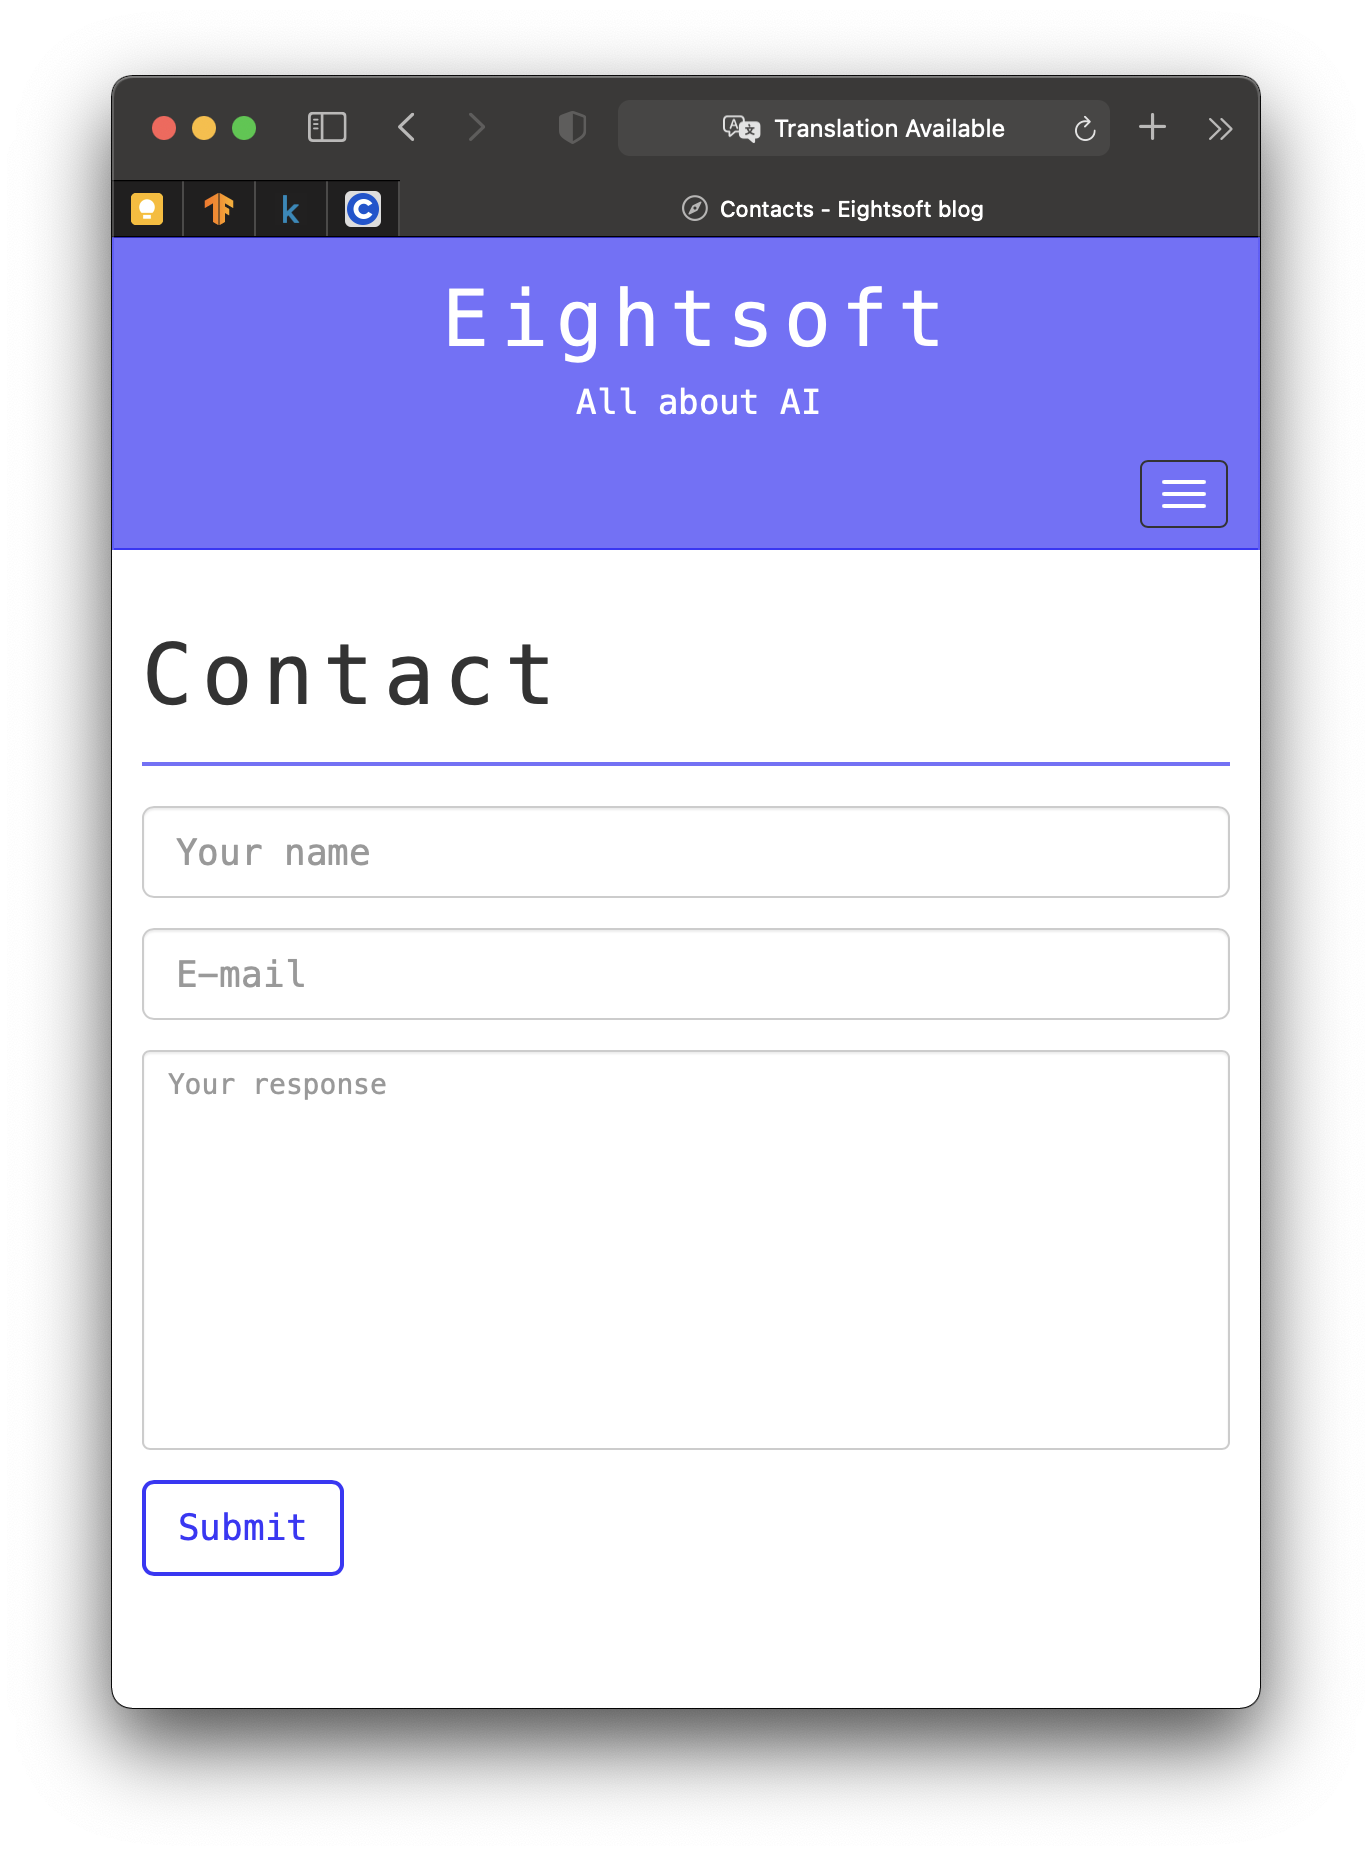 Translation Available
k
C
Contacts - Eightsoft blog
Eightsoft
All about AI
Contact
Your name
E-mail
Your response
Submit